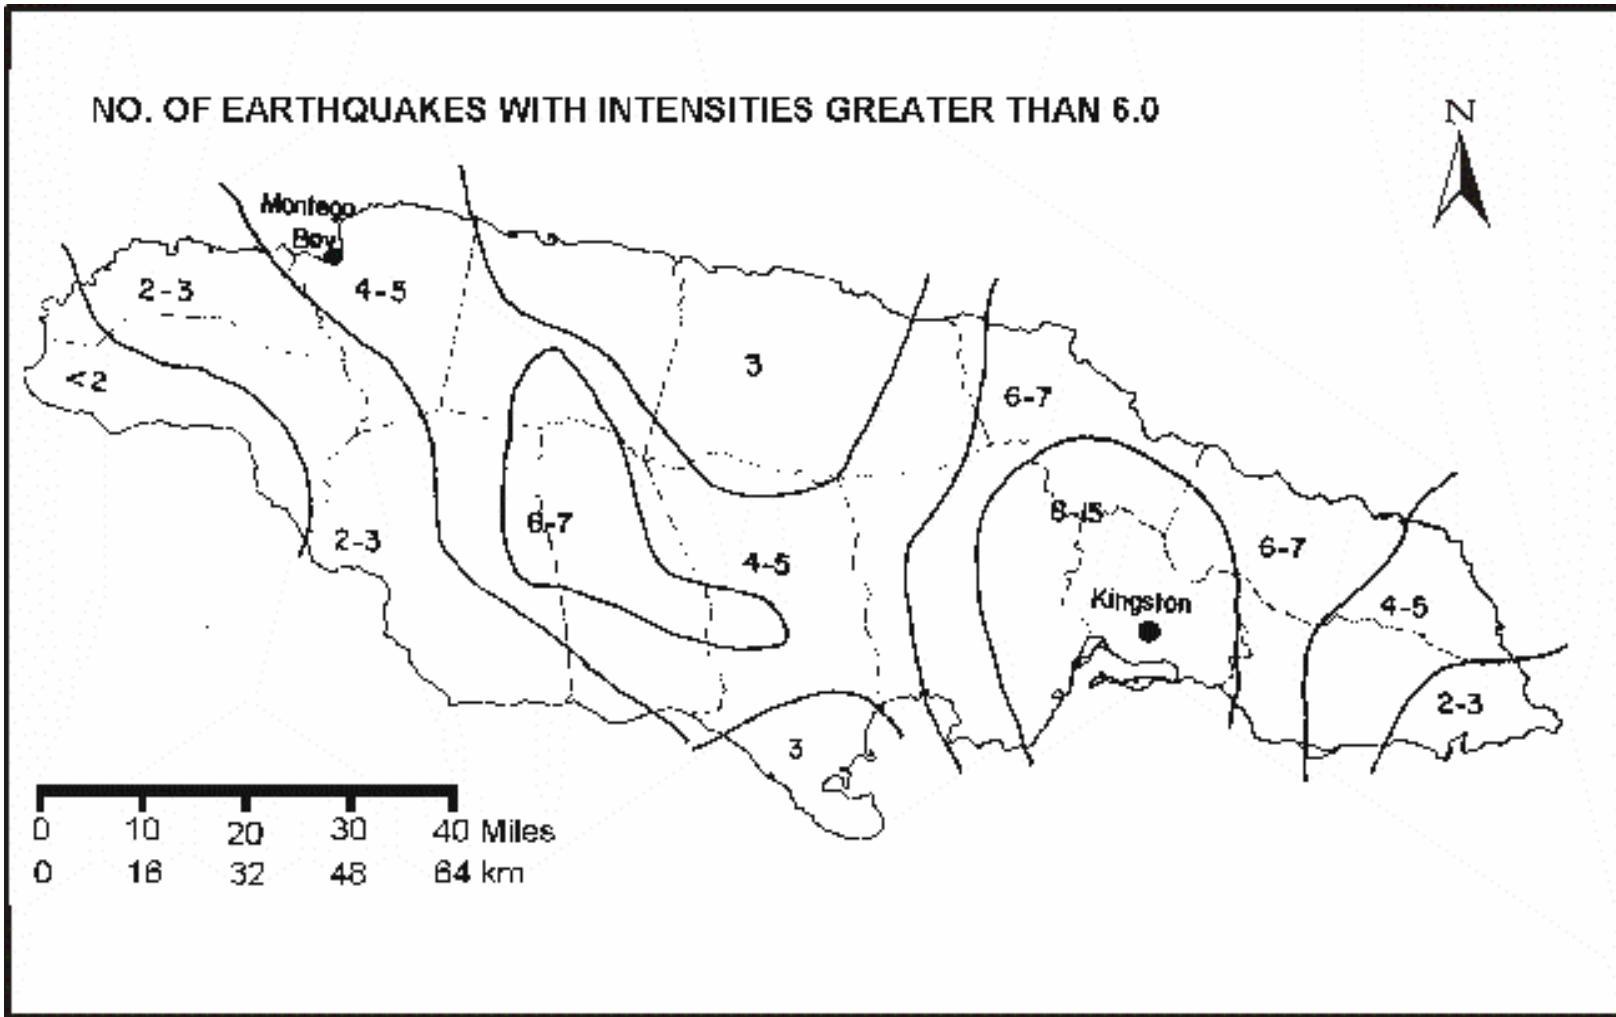 NO. OF EARTHQUAKES WITH INTENSITIES GREATER THAN 6.0
N
Montego
Bay
2-3
4-5
3
<2
6-7
2-3
6-7
4-5
6-7
Kingston
4-5
2-3
3
0 10 20 30 40 Miles
0 16 32 48 64 km